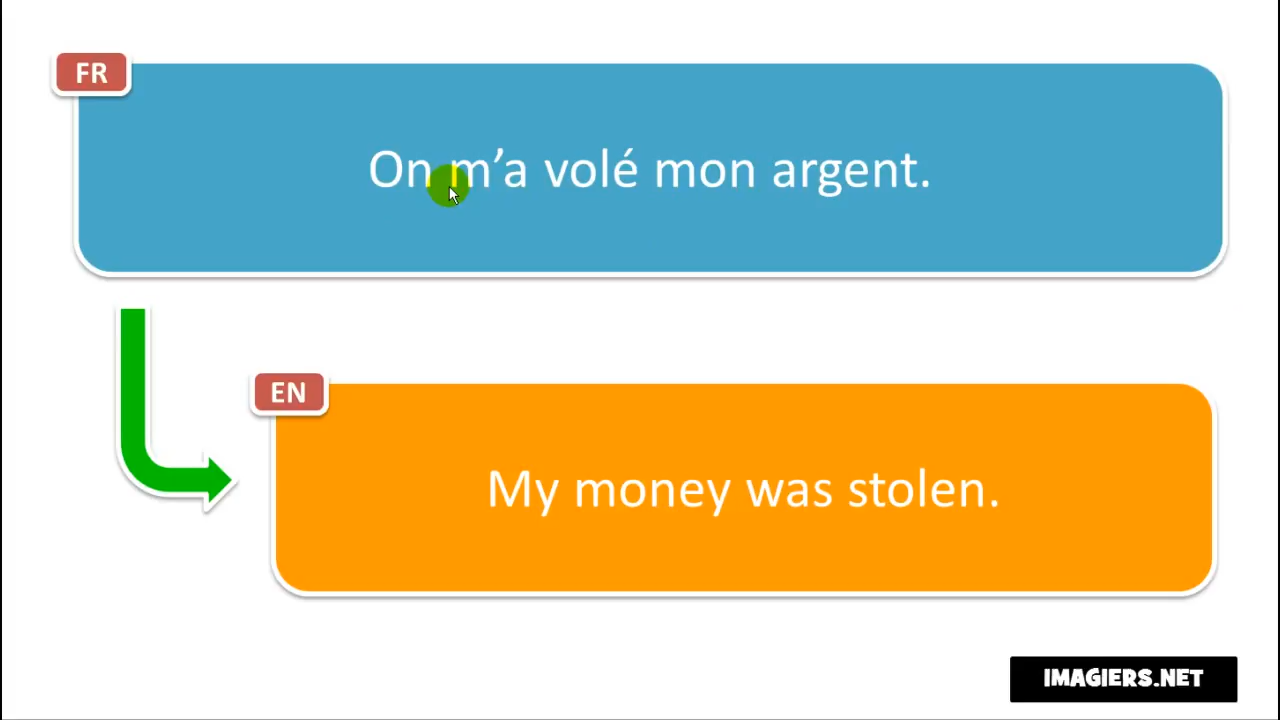 FR
On m’a volé mon argent.
EN
My money was stolen.
IMAGIERS.NET